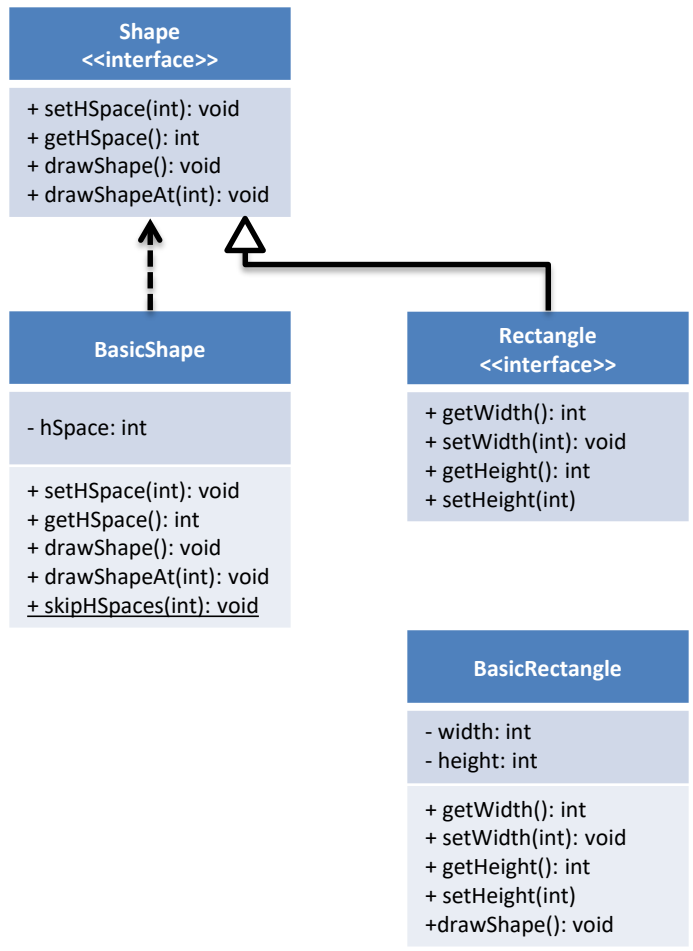 Shape
<<interface>>
+ setHSpace(int): void
+ getHSpace(): int
+ drawShape(): void
+ drawShapeAt(int): void
BasicShape
- hSpace: int
+ setHSpace(int): void
+ getHSpace(): int
+ drawShape(): void
+ drawShapeAt(int): void
+ skipHSpaces(int): void
Rectangle
<<interface>>
+ getWidth(): int
+ setWidth(int): void
+ getHeight(): int
+ setHeight(int)
BasicRectangle
- width: int
- height: int
+ getWidth(): int
+ setWidth(int): void
+ getHeight(): int
+ setHeight(int)
+drawShape(): void